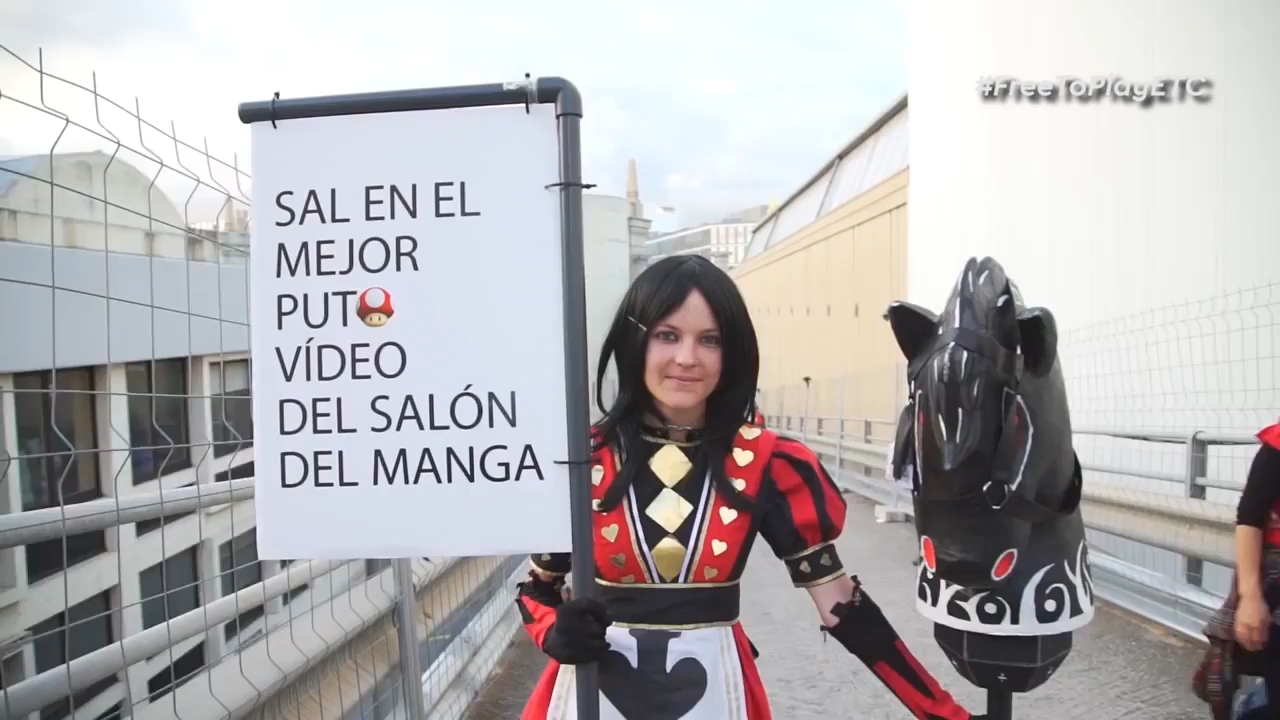 #FreeToPlayETC
SAL EN EL
MEJOR
PUT🍄
VÍDEO
DEL SALÓN
DEL MANGA